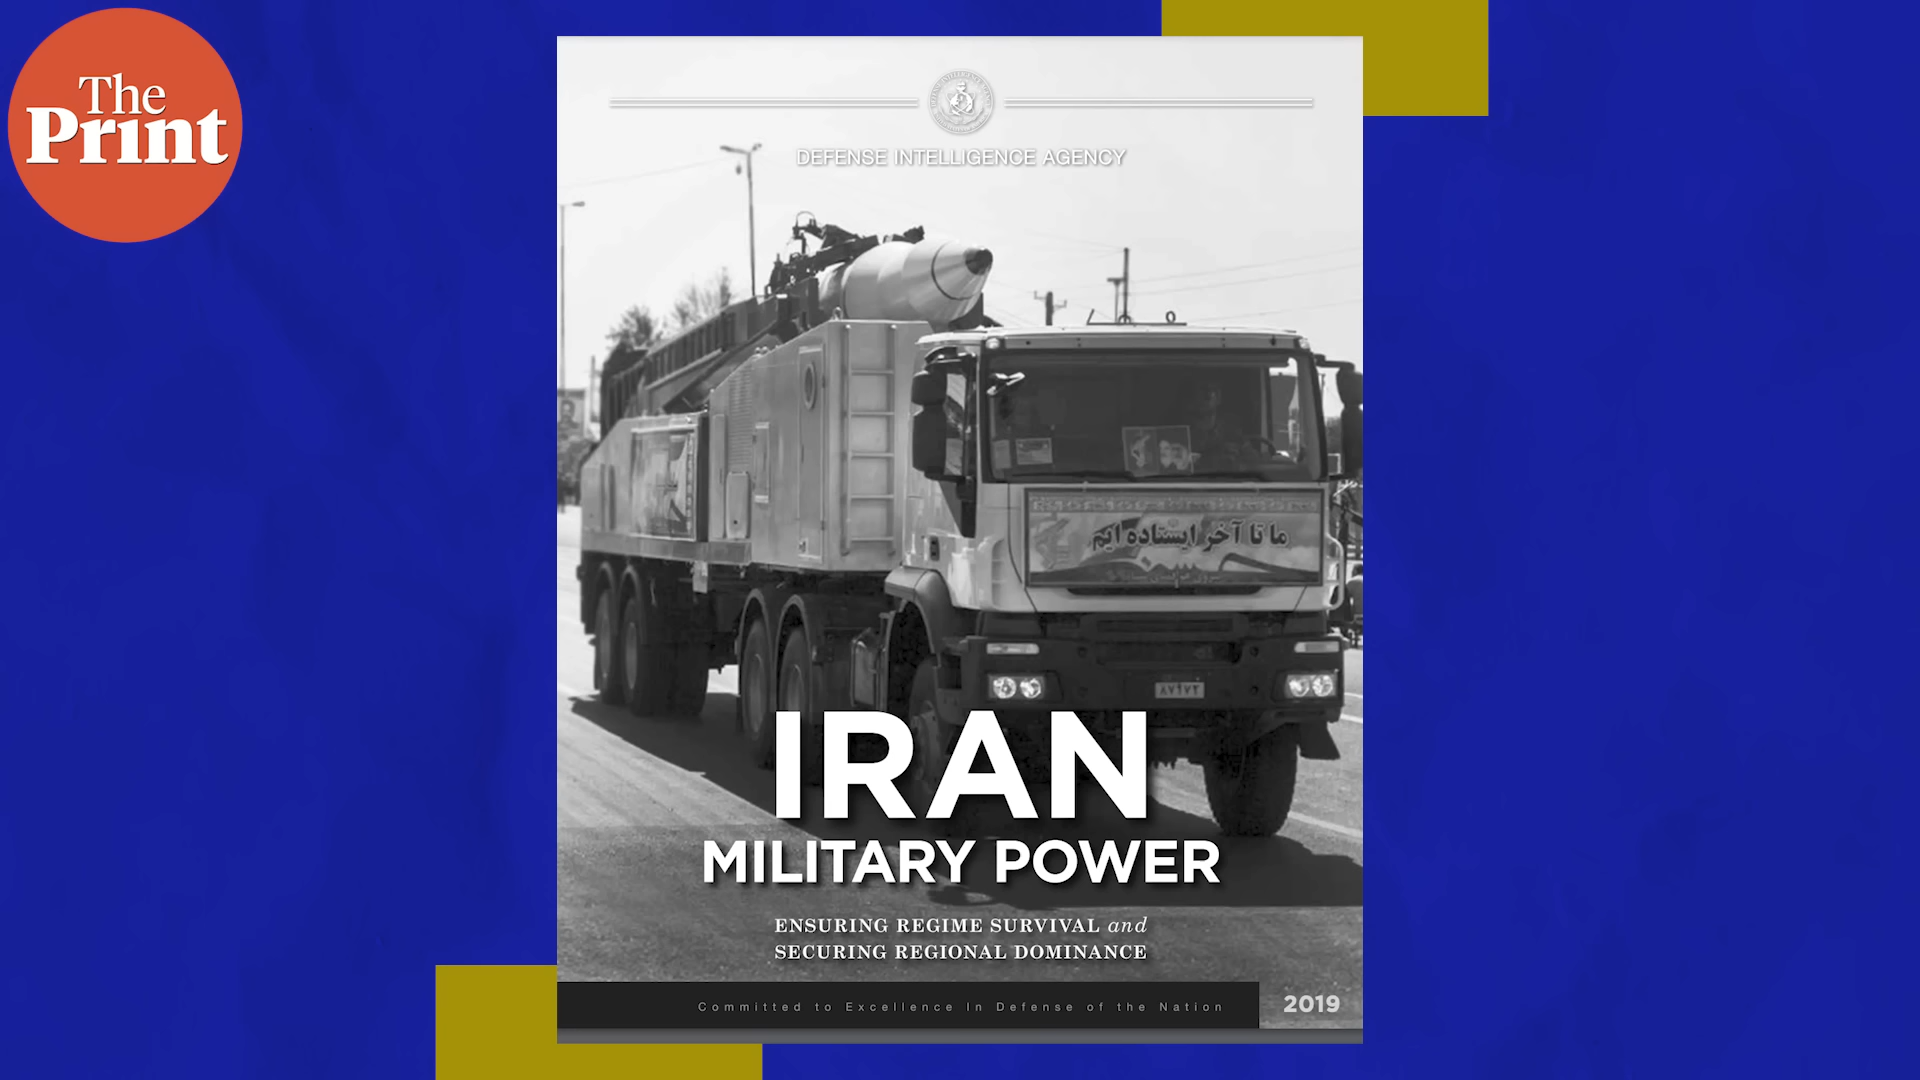 The
Print
DEFENSE INTELLIGENCE AGENCY
ما تا آخر ایستاده ایم
۸۷۱۷۲
IRAN
MILITARY POWER
ENSURING REGIME SURVIVAL and
SECURING REGIONAL DOMINANCE
Committed to Excellence in Defense of the Nation
2019